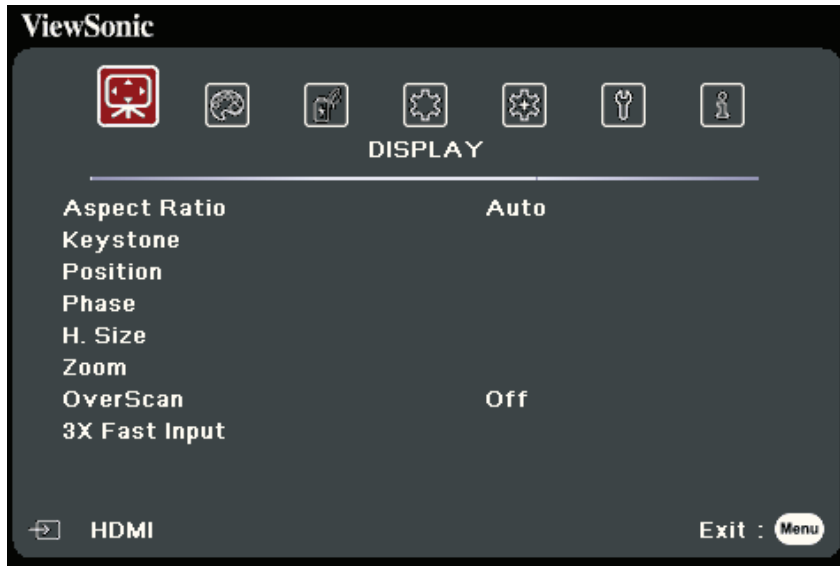 ViewSonic
DISPLAY
Aspect Ratio Auto
Keystone
Position
Phase
H. Size
Zoom
OverScan Off
3X Fast Input
HDMI Exit : Menu